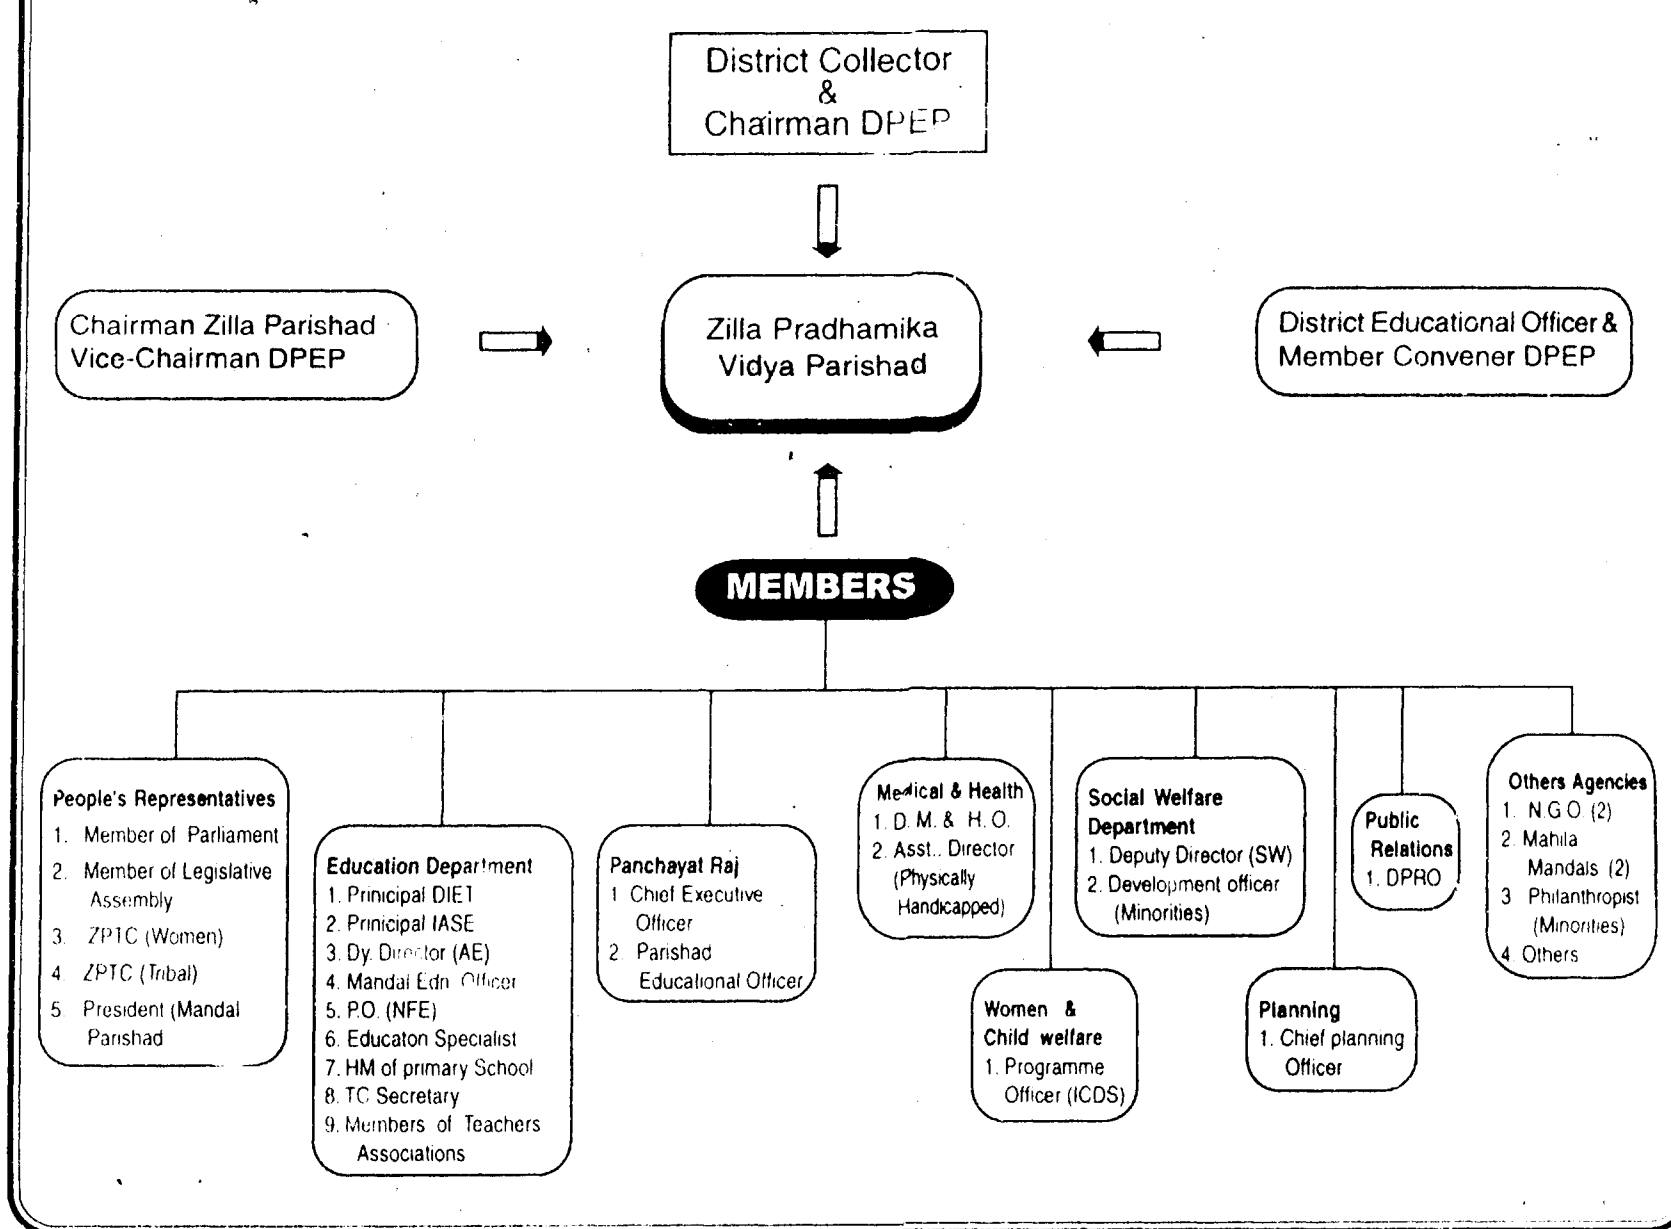 District Collector
&
Chairman DPEP
Chairman Zilla Parishad
Vice-Chairman DPEP
Zilla Pradhamika
Vidya Parishad
District Educational Officer &
Member Convener DPEP
MEMBERS
People's Representatives
1. Member of Parliament
2. Member of Legislative
Assembly
3. ZPTC (Women)
4 ZPTC (Tribal)
5 President (Mandal
Parishad
Education Department
1. Prinicipal DIET
2. Prinicipal IASE
3. Dy. Director (AE)
4. Mandal Edn Officer
5. P.O. (NFE)
6. Educaton Specialist
7. HM of primary School
8. TC Secretary
9. Members of Teachers
Associations
Panchayat Raj
1 Chief Executive
Officer
2. Parishad
Educational Officer
Medical & Health
1. D. M. & H. O.
2. Asst.. Director
(Physically
Handicapped)
Women &
Child welfare
1. Programme
Officer (ICDS)
Social Welfare
Department
1. Deputy Director (SW)
2. Development officer
(Minorities)
Planning
1. Chief planning
Officer
Public
Relations
1. DPRO
Others Agencies
1. N.G.O. (2)
2. Mahila
Mandals (2)
3 Philanthropist
(Minorities)
4. Others